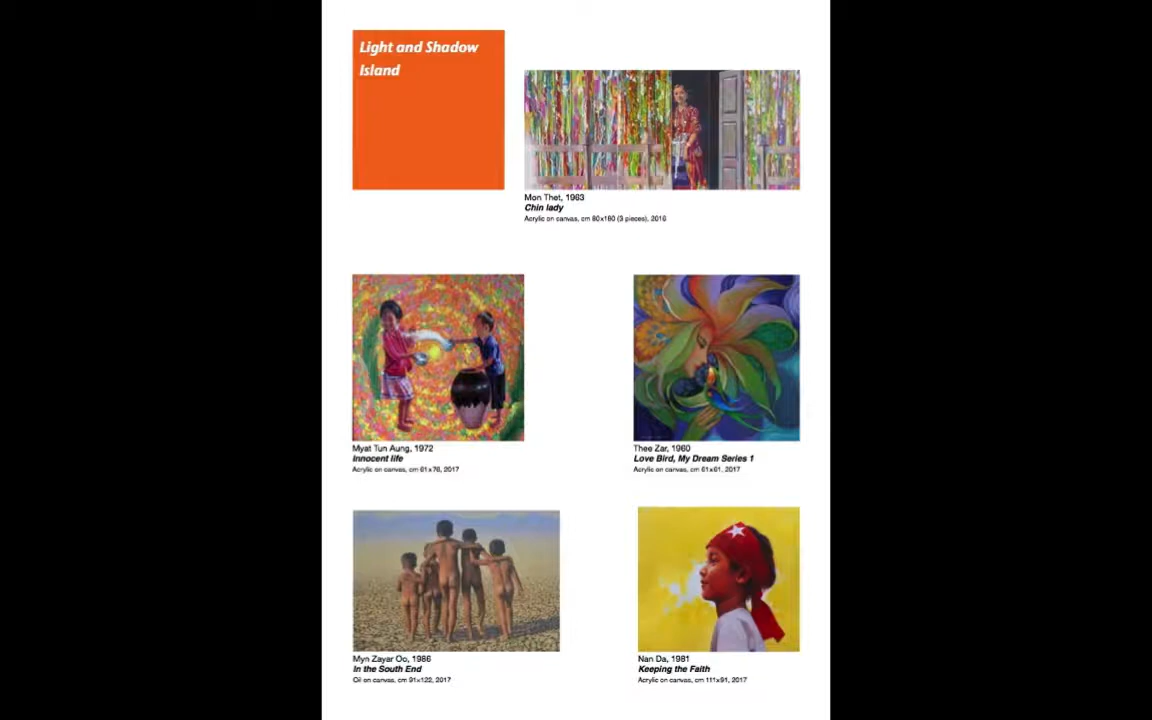 Light and Shadow
Island
Mon Thet, 1963
Chin lady
Acrylic on canvas, cm 80x180 (3 pieces), 2016
Myat Tun Aung, 1972
Innocent life
Acrylic on canvas, cm 61x76, 2017
Thee Zar, 1960
Love Bird, My Dream Series 1
Acrylic on canvas, cm 61x61, 2017
Myn Zayar Oo, 1986
In the South End
Oil on canvas, cm 91x122, 2017
Nan Da, 1981
Keeping the Faith
Acrylic on canvas, cm 111x91, 2017